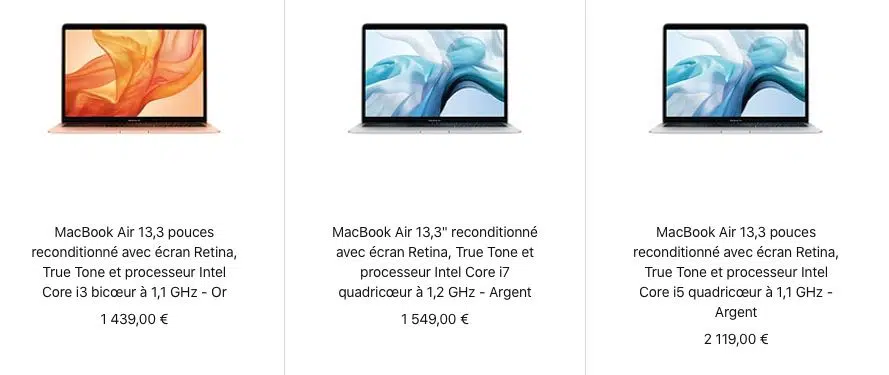 MacBook Air 13,3 pouces
reconditionné avec écran Retina,
True Tone et processeur Intel
Core i3 bicœur à 1,1 GHz - Or
1 439,00 €
MacBook Air 13,3" reconditionné
avec écran Retina, True Tone et
processeur Intel Core i7
quadricœur à 1,2 GHz - Argent
1 549,00 €
MacBook Air 13,3 pouces
reconditionné avec écran Retina,
True Tone et processeur Intel
Core i5 quadricœur à 1,1 GHz -
Argent
2 119,00 €